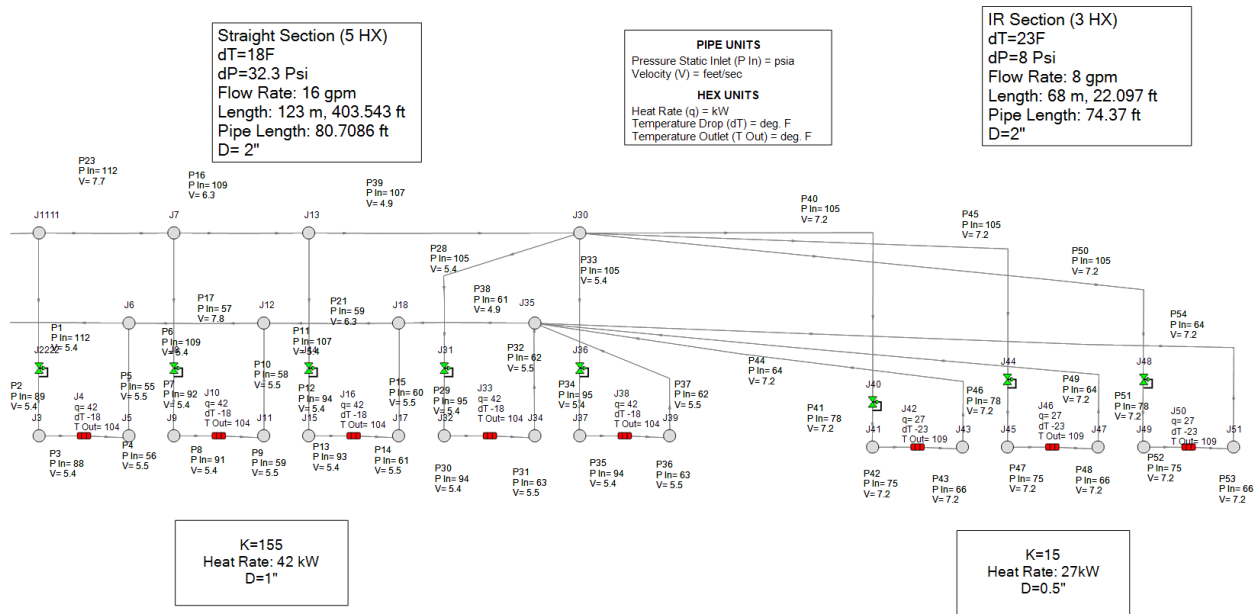 Straight Section (5 HX)
dT=18F
dP=32.3 Psi
Flow Rate: 16 gpm
Length: 123 m, 403.543 ft
Pipe Length: 80.7086 ft
D= 2"
PIPE UNITS
Pressure Static Inlet (P In) = psia
Velocity (V) = feet/sec
HEX UNITS
Heat Rate (q) = kW
Temperature Drop (dT) = deg. F
Temperature Outlet (T Out) = deg. F
IR Section (3 HX)
dT=23F
dP=8 Psi
Flow Rate: 8 gpm
Length: 68 m, 22.097 ft
Pipe Length: 74.37 ft
D=2"
P23
P In= 112
V= 7.7
P16
P In= 109
V= 6.3
P39
P In= 107
V= 4.9
P40
P In= 105
V= 7.2
P45
P In= 105
V= 7.2
P50
P In= 105
V= 7.2
J1111
J7
J13
J30
P28
P In= 105
V= 5.4
P33
P In= 105
V= 5.4
J6
P17
P In= 57
V= 7.8
J12
P21
P In= 59
V= 6.3
J18
P38
P In= 61
V= 4.9
J35
P54
P In= 64
V= 7.2
P1
P In= 112
V= 5.4
J2222
P6
P In= 109
V= 5.4
P11
P In= 107
V= 5.4
J31
P32
P In= 62
V= 5.5
J36
P44
P In= 64
V= 7.2
J44
P49
P In= 64
V= 7.2
J48
P2
P In= 89
V= 5.4
P5
P In= 55
V= 5.5
P7
P In= 92
V= 5.4
P10
P In= 58
V= 5.5
P12
P In= 94
V= 5.4
P15
P In= 60
V= 5.5
P29
P In= 95
V= 5.4
P34
P In= 95
V= 5.4
P37
P In= 62
V= 5.5
J40
P41
P In= 78
V= 7.2
P46
P In= 78
V= 7.2
P51
P In= 78
V= 7.2
J3
J4
q= 42
dT -18
T Out= 104
J5
J9
J10
q= 42
dT -18
T Out= 104
J11
J15
J16
q= 42
dT -18
T Out= 104
J17
J32
J33
q= 42
dT -18
T Out= 104
J34
J37
J38
q= 42
dT -18
T Out= 104
J39
J41
J42
q= 27
dT -23
T Out= 109
J43
J45
J46
q= 27
dT -23
T Out= 109
J47
J49
J50
q= 27
dT -23
T Out= 109
J51
P3
P In= 88
V= 5.4
P4
P In= 56
V= 5.5
P8
P In= 91
V= 5.4
P9
P In= 59
V= 5.5
P13
P In= 93
V= 5.4
P14
P In= 61
V= 5.5
P30
P In= 94
V= 5.4
P31
P In= 63
V= 5.5
P35
P In= 94
V= 5.4
P36
P In= 63
V= 5.5
P42
P In= 75
V= 7.2
P43
P In= 66
V= 7.2
P47
P In= 75
V= 7.2
P48
P In= 66
V= 7.2
P52
P In= 75
V= 7.2
P53
P In= 66
V= 7.2
K=155
Heat Rate: 42 kW
D=1"
K=15
Heat Rate: 27kW
D=0.5"